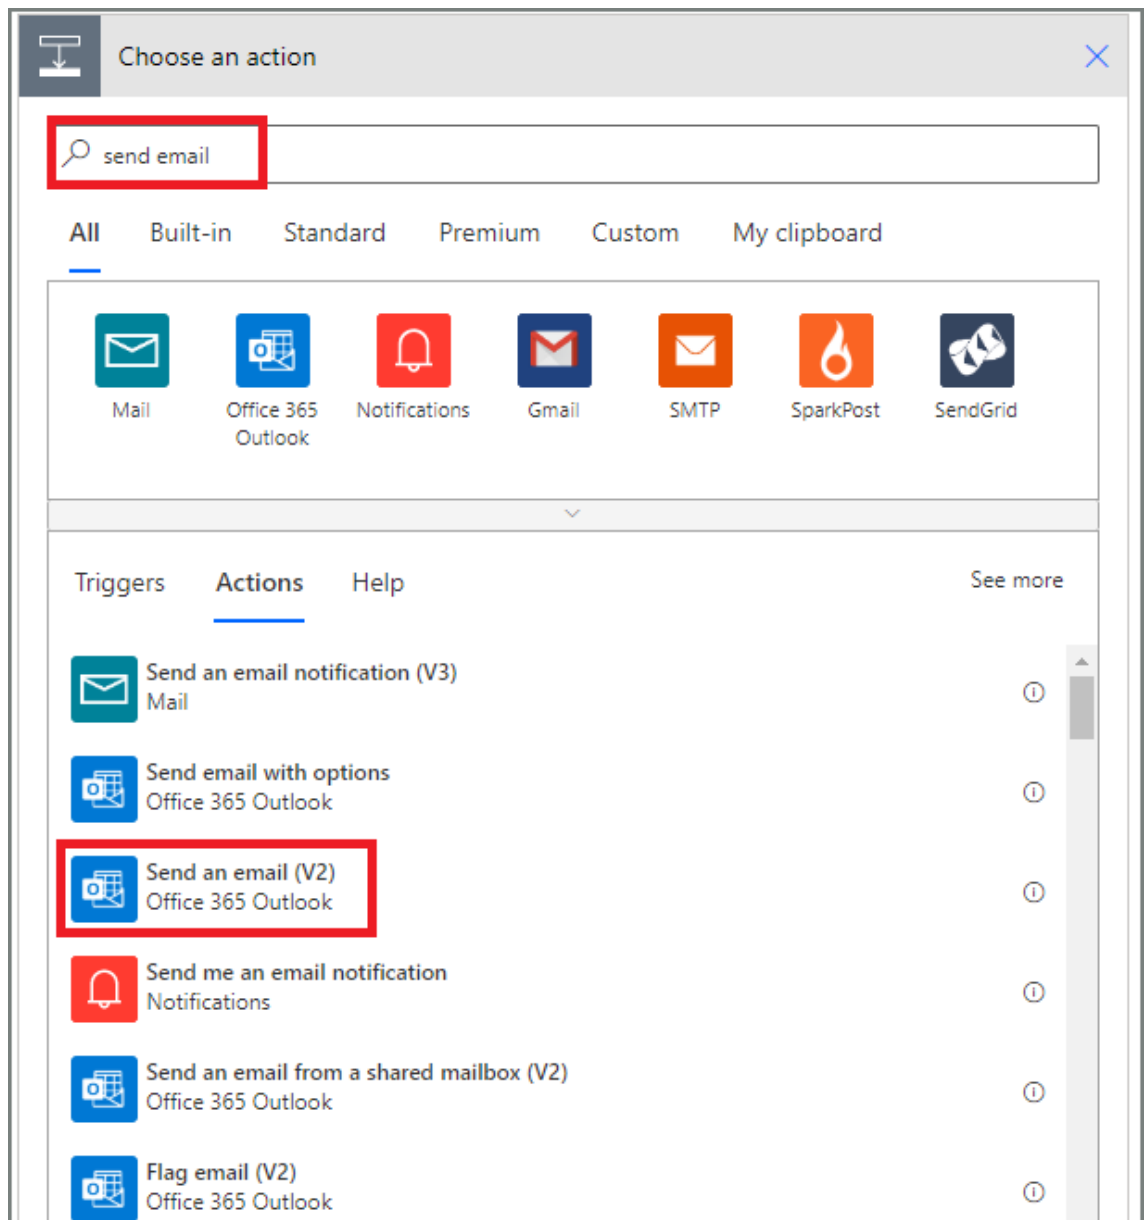 Choose an action
send email
All Built-in Standard Premium Custom My clipboard
Mail Office 365 Outlook Notifications Gmail SMTP SparkPost SendGrid
Triggers Actions Help See more
Send an email notification (V3)
Mail
Send email with options
Office 365 Outlook
Send an email (V2)
Office 365 Outlook
Send me an email notification
Notifications
Send an email from a shared mailbox (V2)
Office 365 Outlook
Flag email (V2)
Office 365 Outlook